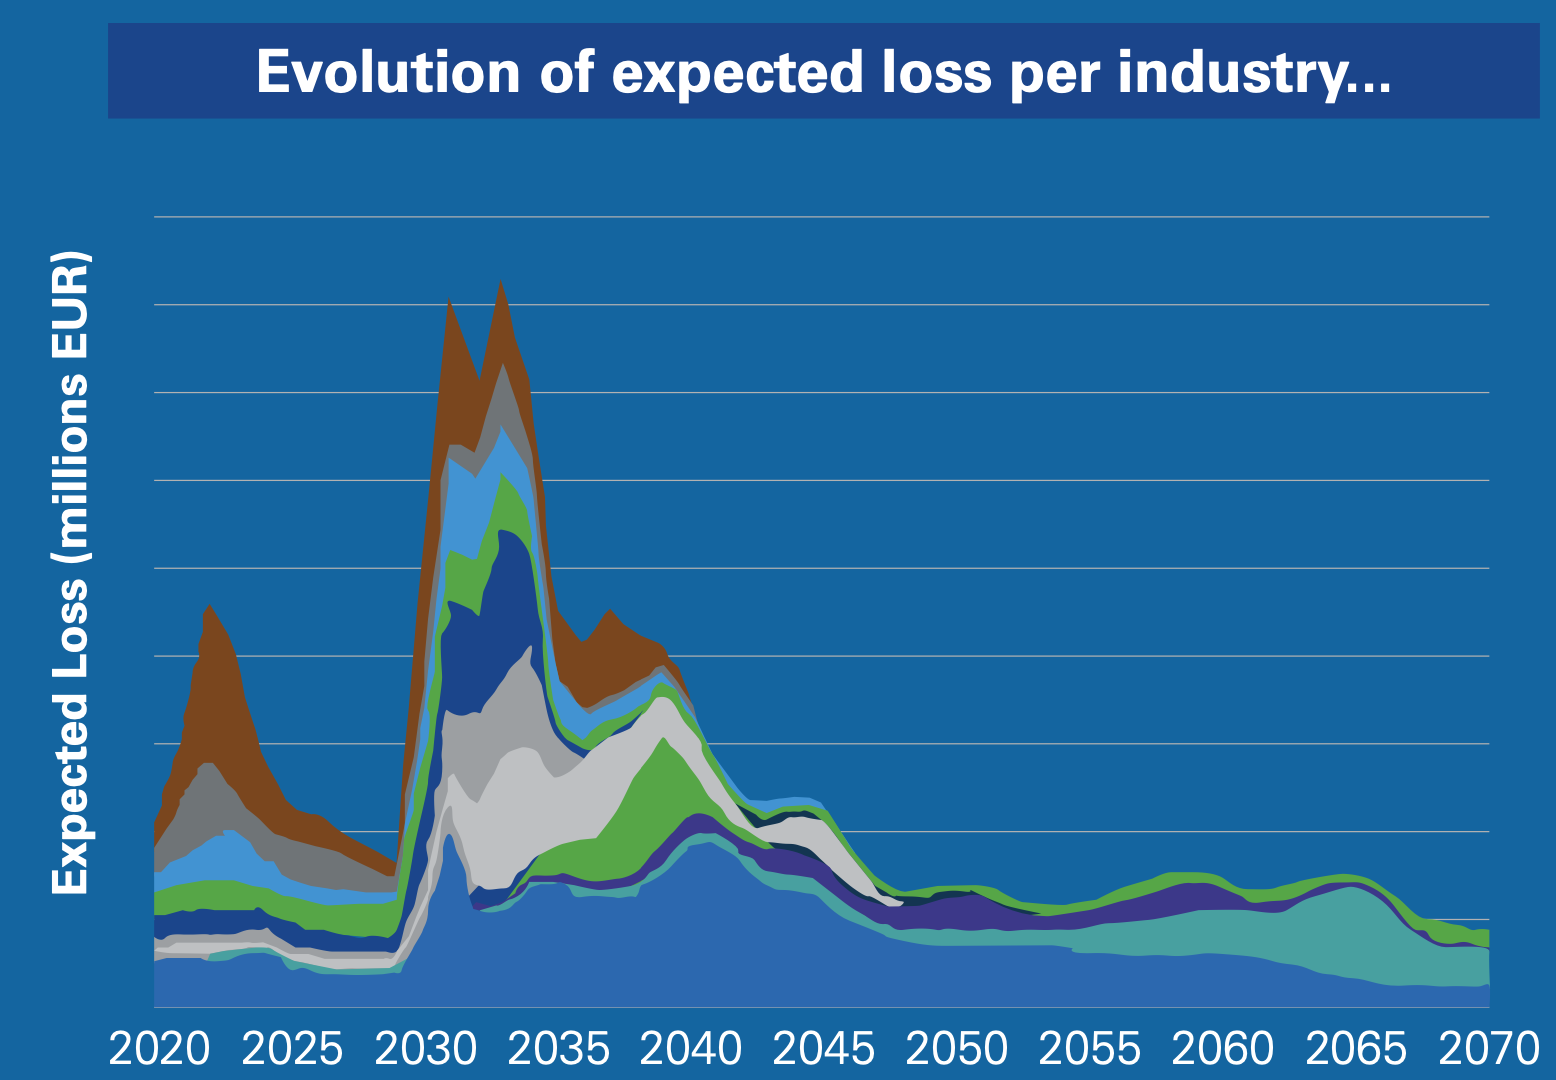 Evolution of expected loss per industry...
Expected Loss (millions EUR)
2020 2025 2030 2035 2040 2045 2050 2055 2060 2065 2070